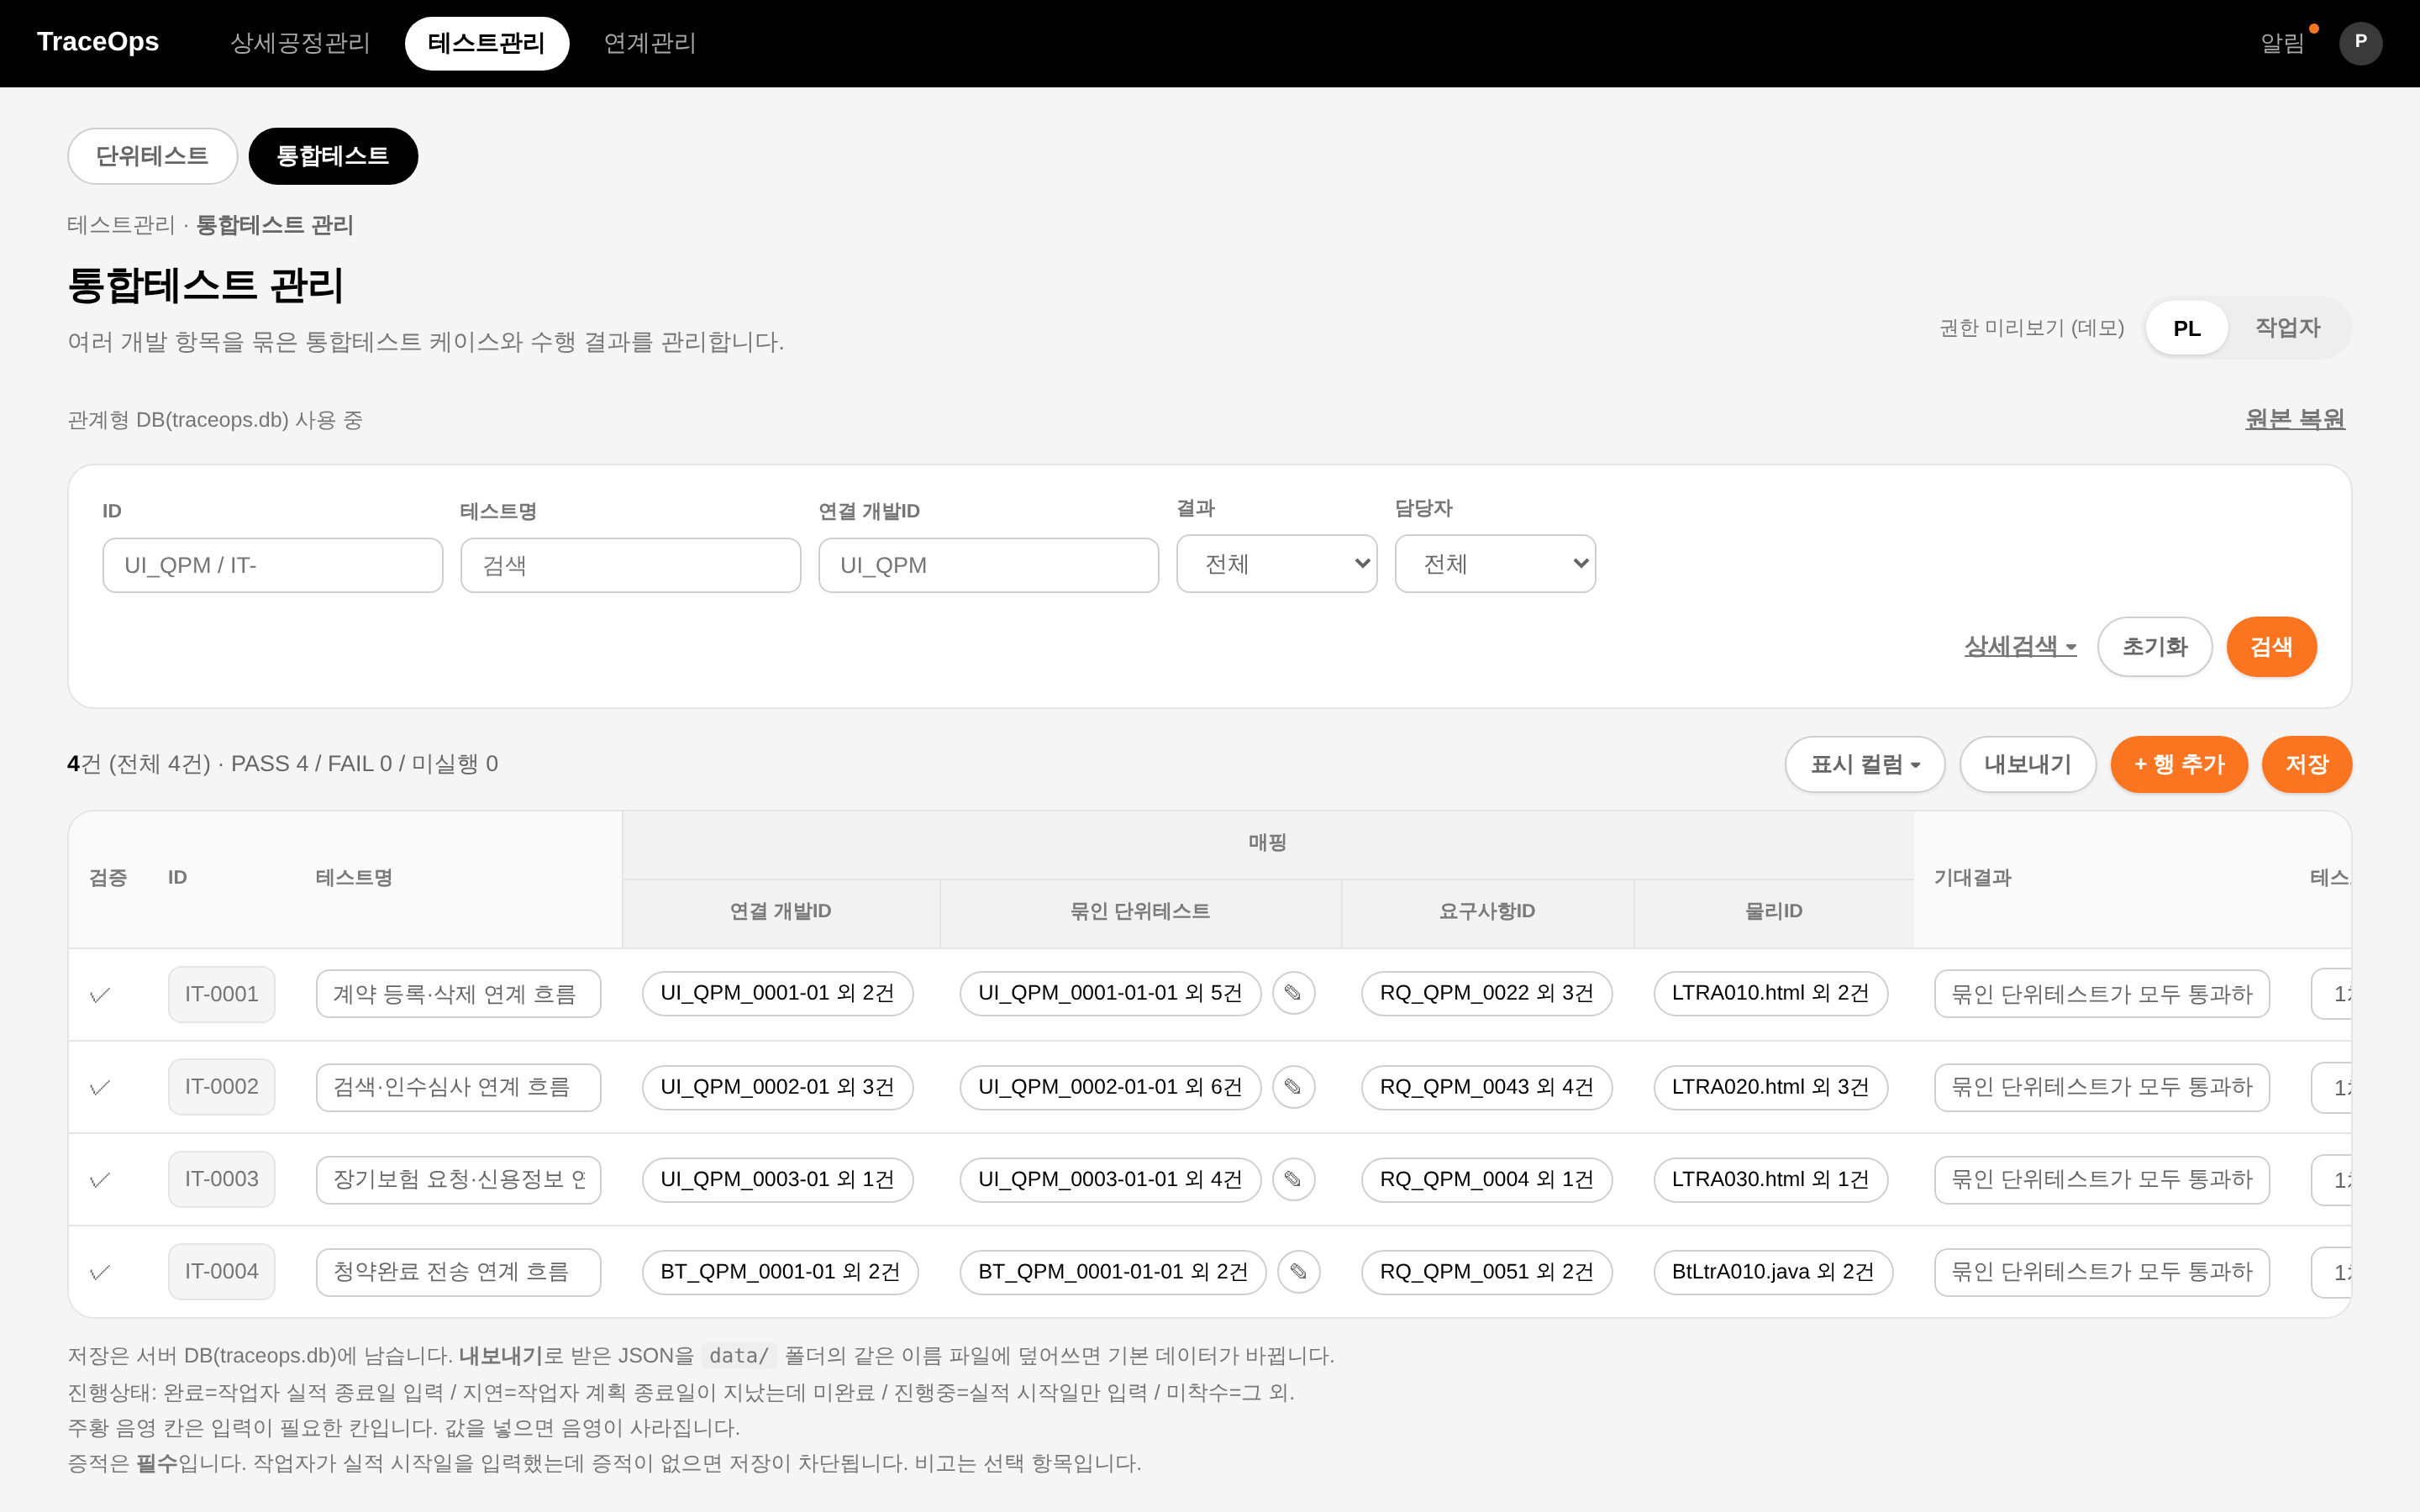 TraceOps 상세공정관리 테스트관리 연계관리 알림 P
단위테스트 통합테스트
테스트관리 · 통합테스트 관리
통합테스트 관리
여러 개발 항목을 묶은 통합테스트 케이스와 수행 결과를 관리합니다.
권한 미리보기 (데모) PL 작업자
관계형 DB(traceops.db) 사용 중 원본 복원
ID 테스트명 연결 개발ID 결과 담당자
UI_QPM / IT- 검색 UI_QPM 전체 전체
상세검색 초기화 검색
4건 (전체 4건) · PASS 4 / FAIL 0 / 미실행 0 표시 컬럼 내보내기 + 행 추가 저장
매핑
검증 ID 테스트명 기대결과
연결 개발ID 묶인 단위테스트 요구사항ID 물리ID
IT-0001 계약 등록·삭제 연계 흐름 UI_QPM_0001-01 외 2건 UI_QPM_0001-01-01 외 5건 RQ_QPM_0022 외 3건 LTRA010.html 외 2건 묶인 단위테스트가 모두 통과하
IT-0002 검색·인수심사 연계 흐름 UI_QPM_0002-01 외 3건 UI_QPM_0002-01-01 외 6건 RQ_QPM_0043 외 4건 LTRA020.html 외 3건 묶인 단위테스트가 모두 통과하
IT-0003 장기보험 요청·신용정보 UI_QPM_0003-01 외 1건 UI_QPM_0003-01-01 외 4건 RQ_QPM_0004 외 1건 LTRA030.html 외 1건 묶인 단위테스트가 모두 통과하
IT-0004 청약완료 전송 연계 흐름 BT_QPM_0001-01 외 2건 BT_QPM_0001-01-01 외 2건 RQ_QPM_0051 외 2건 BtLtrA010.java 외 2건 묶인 단위테스트가 모두 통과하
저장은 서버 DB(traceops.db)에 남습니다. 내보내기로 받은 JSON을 data/ 폴더의 같은 이름 파일에 덮어쓰면 기본 데이터가 바뀝니다.
진행상태: 완료=작업자 실적 종료일 입력 / 지연=작업자 계획 종료일이 지났는데 미완료 / 진행중=실적 시작일만 입력 / 미착수=그 외.
주황 음영 칸은 입력이 필요한 칸입니다. 값을 넣으면 음영이 사라집니다.
증적은 필수입니다. 작업자가 실적 시작일을 입력했는데 증적이 없으면 저장이 차단됩니다. 비고는 선택 항목입니다.